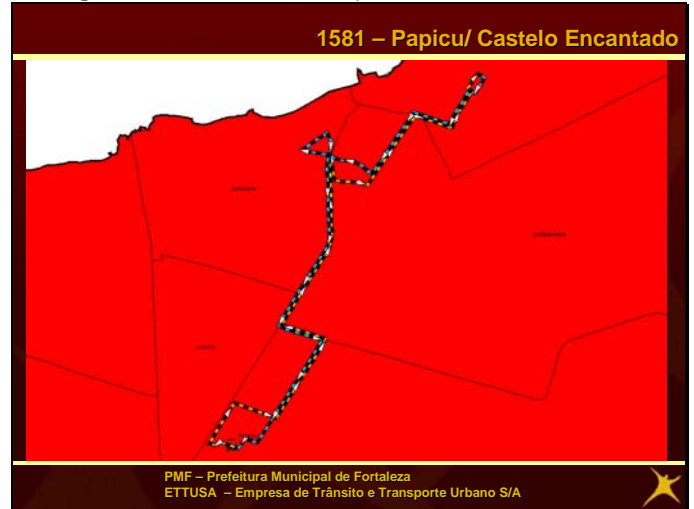 1581 – Papicu/ Castelo Encantado
PMF – Prefeitura Municipal de Fortaleza
ETTUSA – Empresa de Trânsito e Transporte Urbano S/A